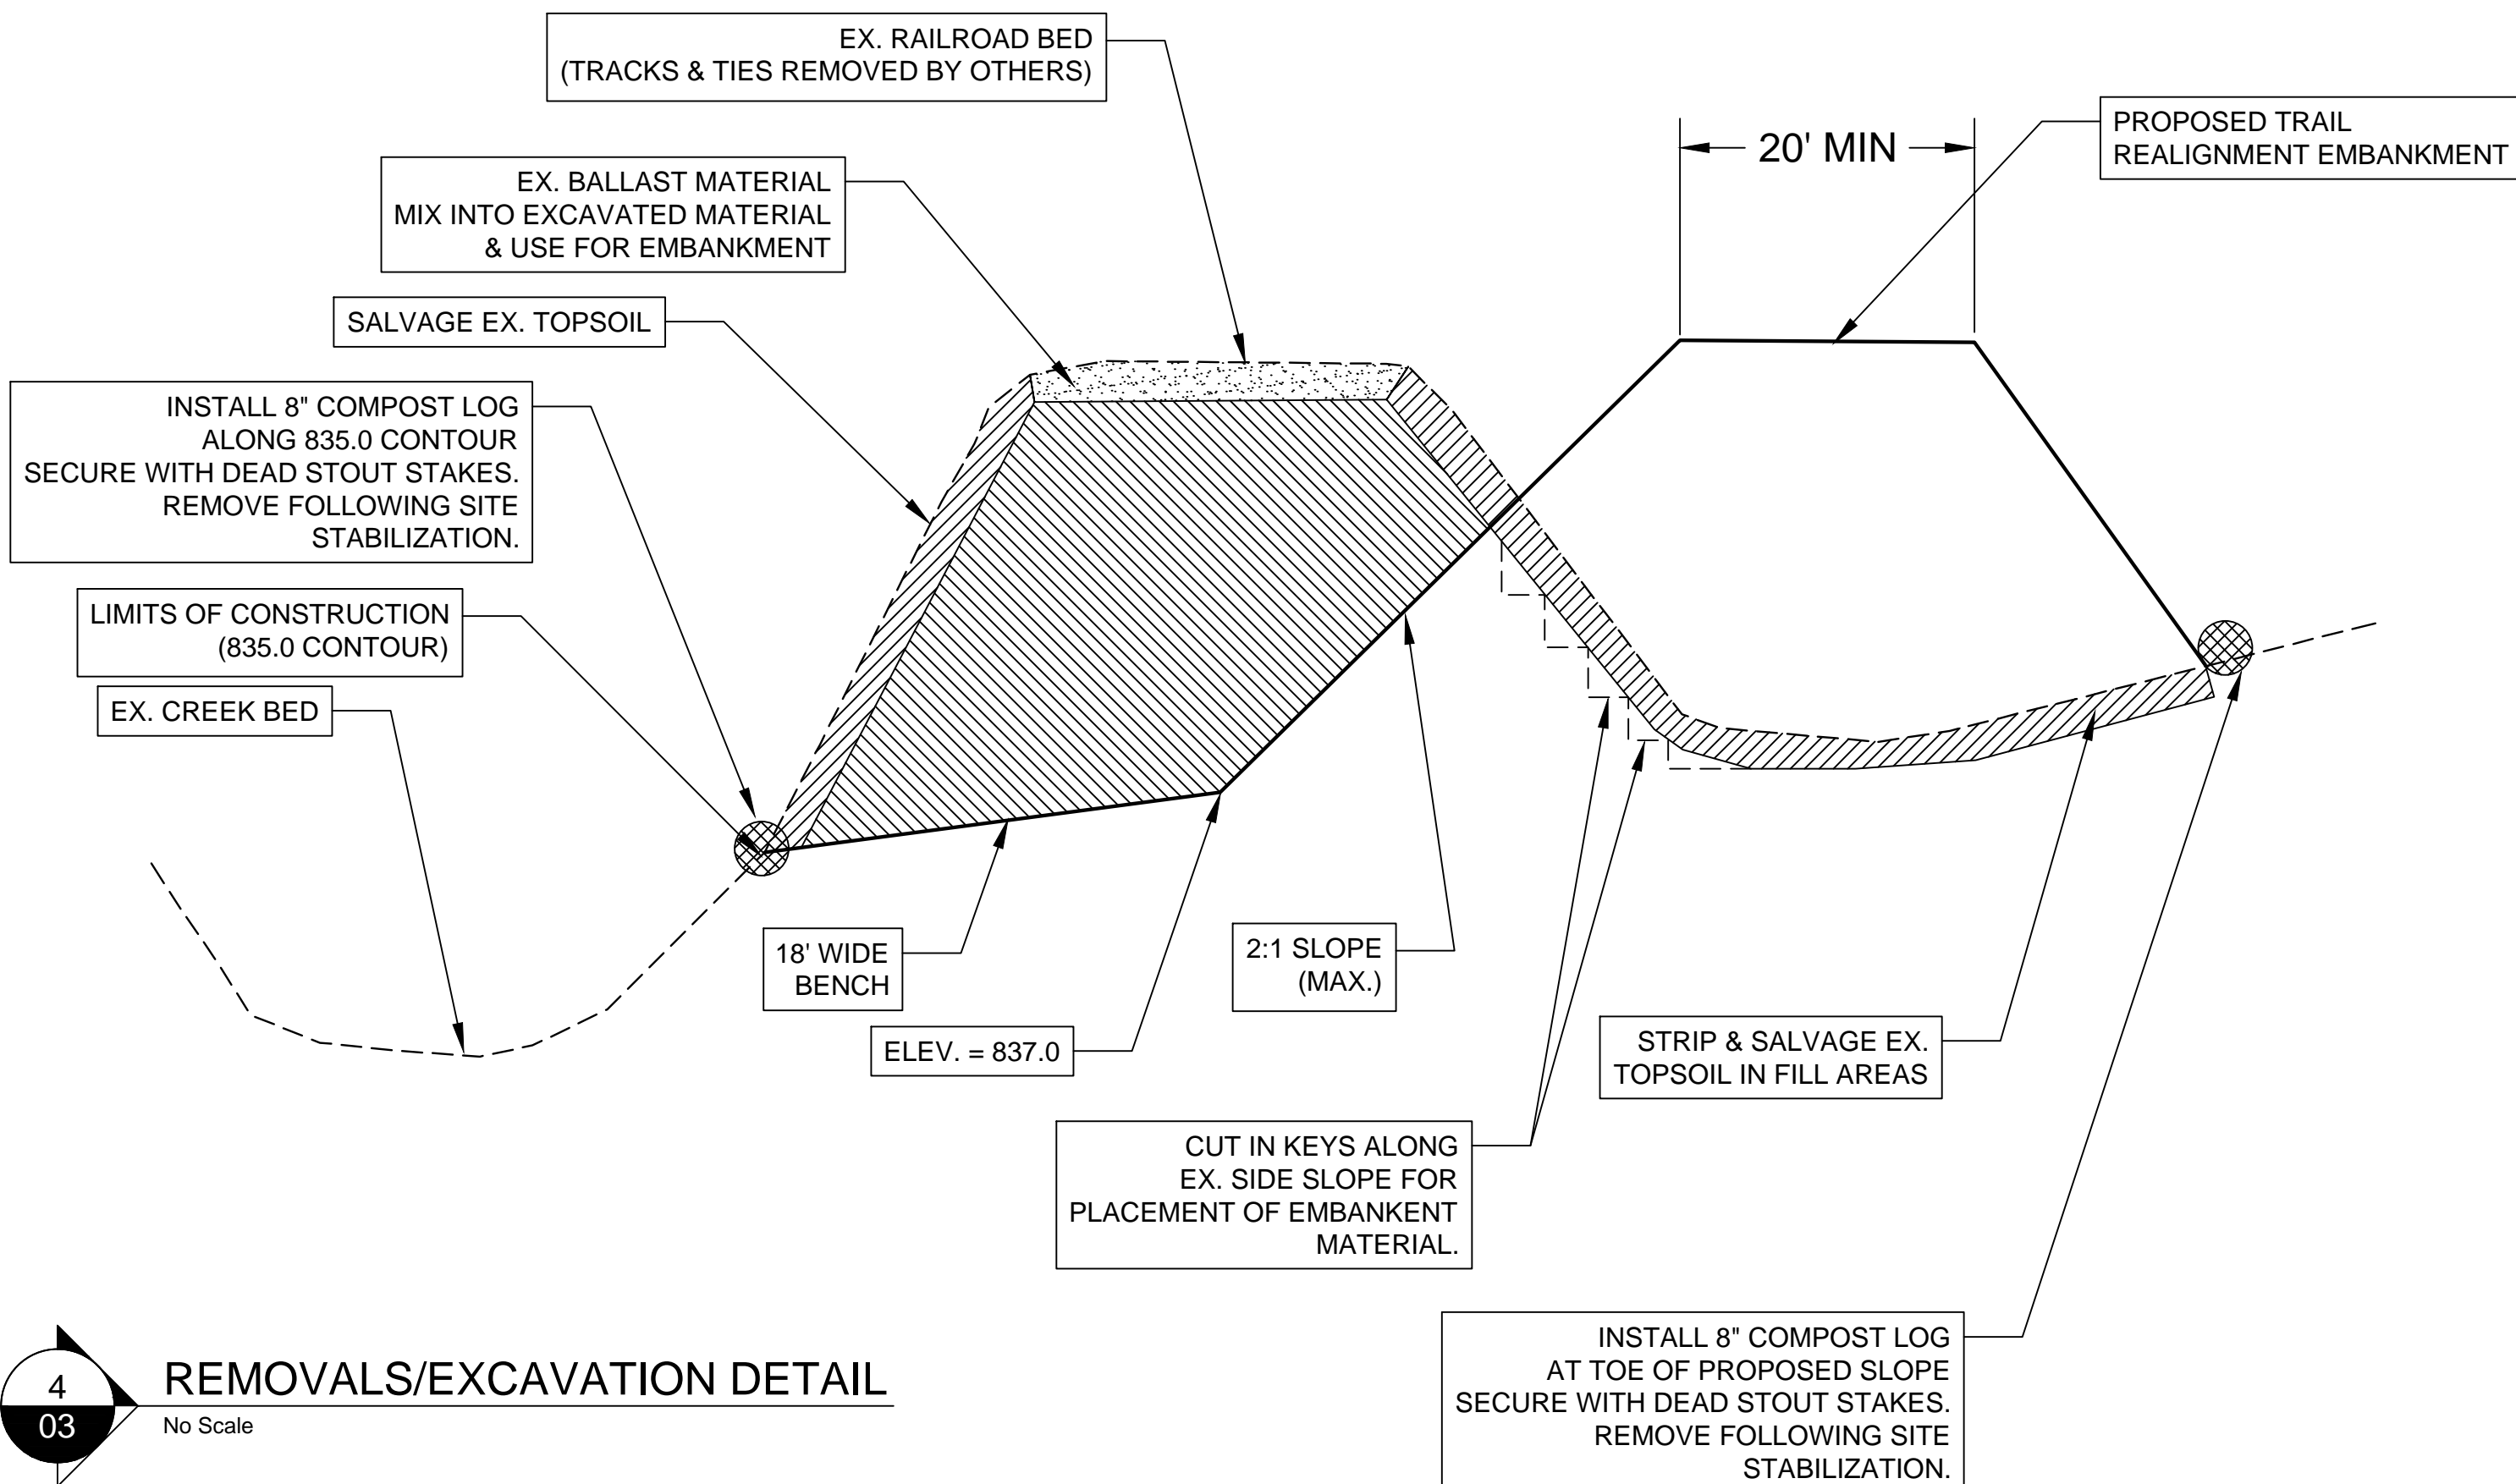 EX. RAILROAD BED
(TRACKS & TIES REMOVED BY OTHERS)
20' MIN
PROPOSED TRAIL
REALIGNMENT EMBANKMENT
EX. BALLAST MATERIAL
MIX INTO EXCAVATED MATERIAL
& USE FOR EMBANKMENT
SALVAGE EX. TOPSOIL
INSTALL 8" COMPOST LOG
ALONG 835.0 CONTOUR
SECURE WITH DEAD STOUT STAKES.
REMOVE FOLLOWING SITE
STABILIZATION.
LIMITS OF CONSTRUCTION
(835.0 CONTOUR)
EX. CREEK BED
18' WIDE
BENCH
2:1 SLOPE
(MAX.)
ELEV. = 837.0
STRIP & SALVAGE EX.
TOPSOIL IN FILL AREAS
CUT IN KEYS ALONG
EX. SIDE SLOPE FOR
PLACEMENT OF EMBANKENT
MATERIAL.
INSTALL 8" COMPOST LOG
AT TOE OF PROPOSED SLOPE
SECURE WITH DEAD STOUT STAKES.
REMOVE FOLLOWING SITE
STABILIZATION.
4
03
REMOVALS/EXCAVATION DETAIL
No Scale